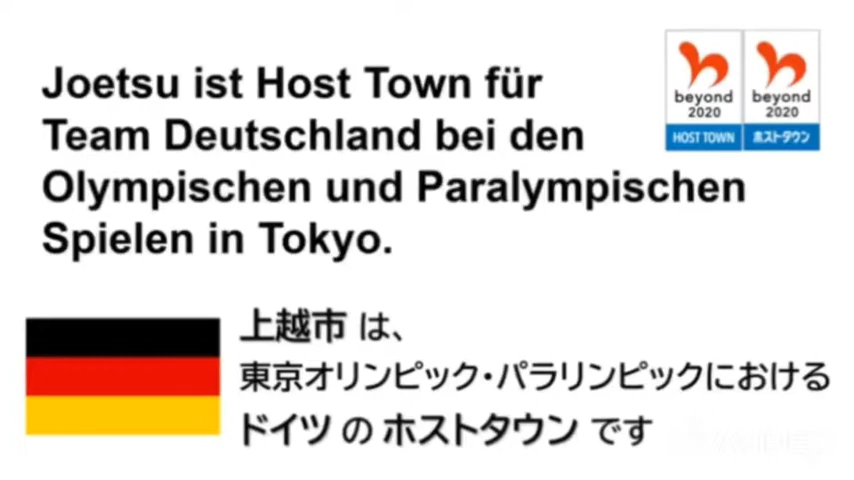 Joetsu ist Host Town für
Team Deutschland bei den
Olympischen und Paralympischen
Spielen in Tokyo.
beyond
2020
HOST TOWN
beyond
2020
ホストタウン
上越市 は、
東京オリンピック・パラリンピックにおける
ドイツ の ホストタウン です